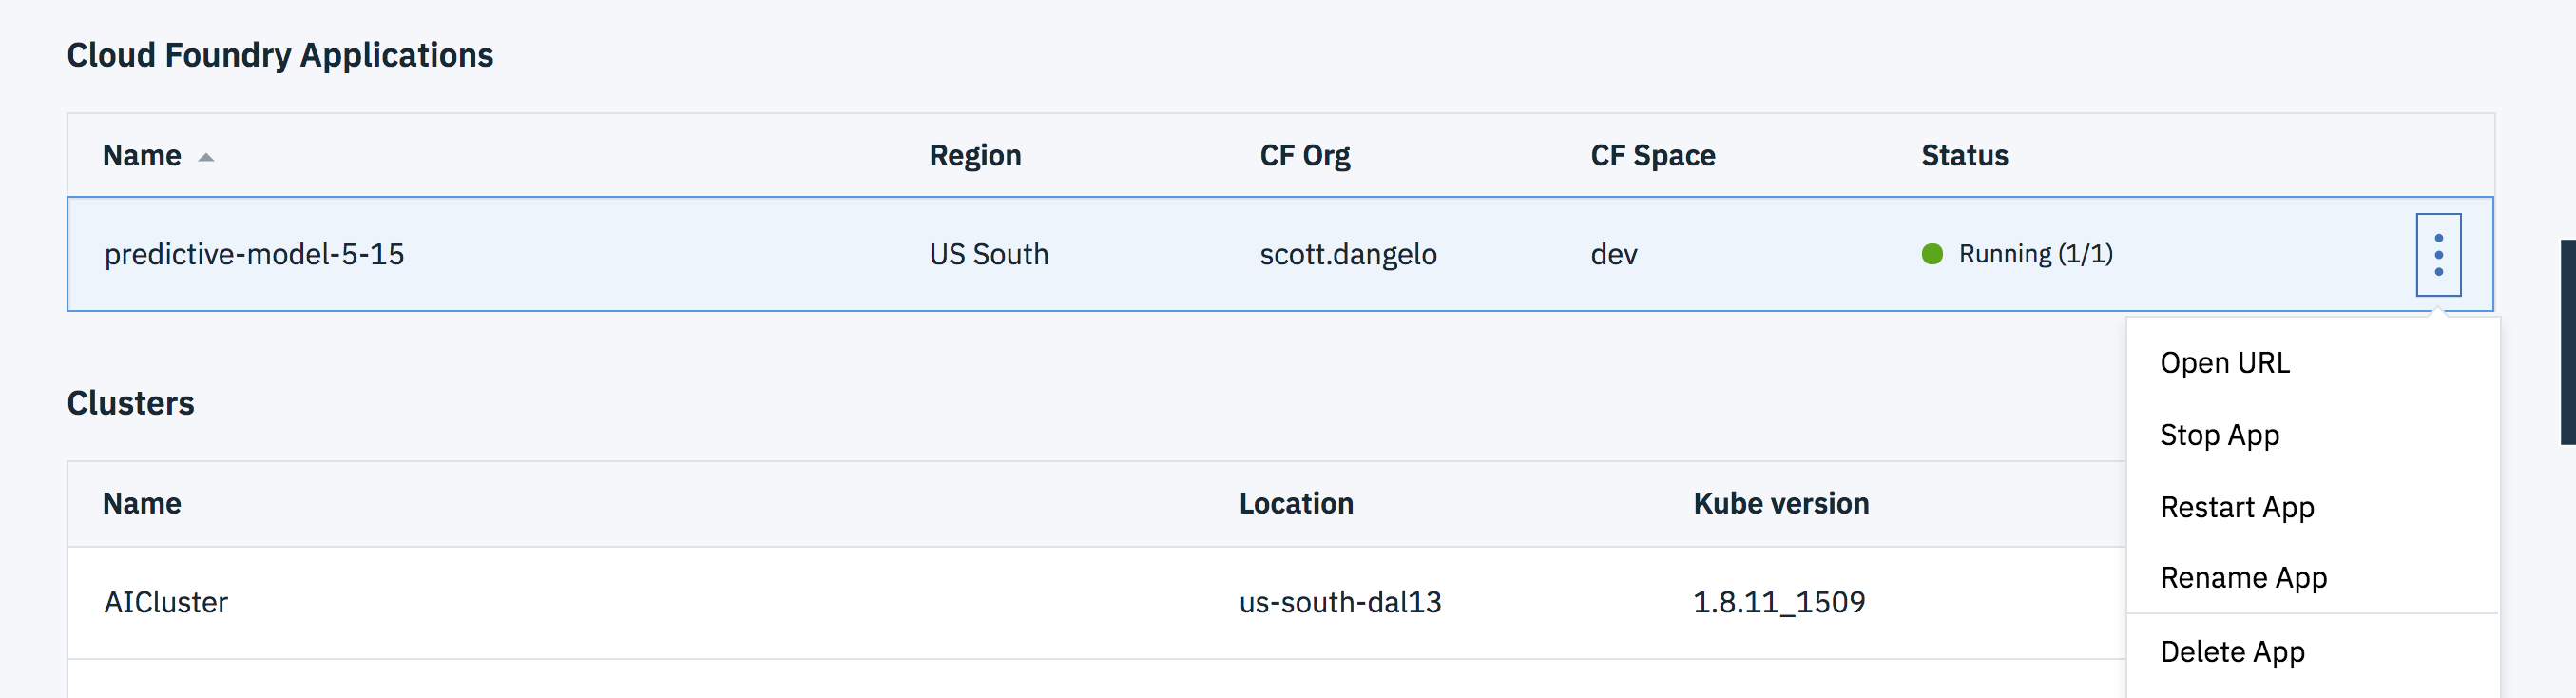 Cloud Foundry Applications
Name Region CF Org CF Space Status
predictive-model-5-15 US South scott.dangelo dev Running (1/1)
Open URL
Stop App
Restart App
Rename App
Delete App
Clusters
Name Location Kube version
AICluster us-south-dal13 1.8.11_1509